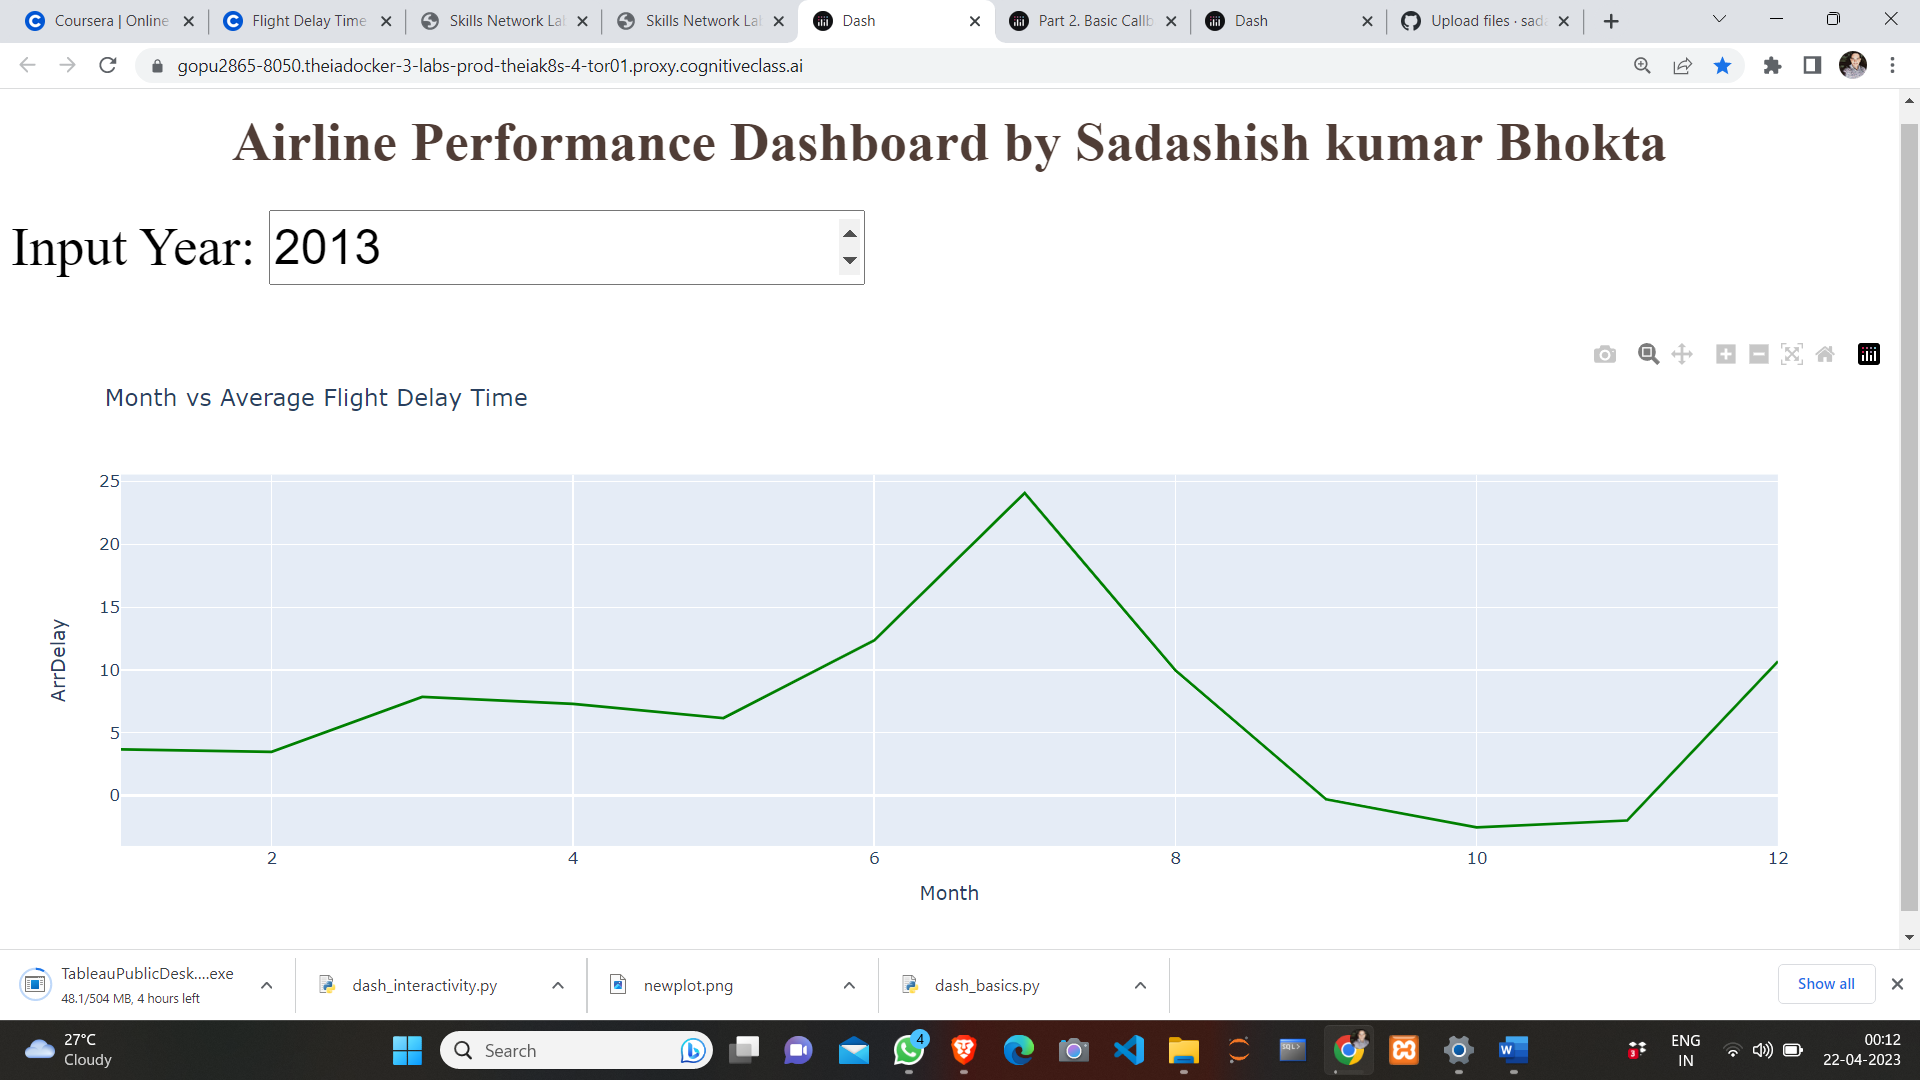 Coursera | Online
Flight Delay Time
Skills Network La
Skills Network La
Dash
Part 2. Basic Callb
Dash
Upload files · sad
gopu2865-8050.theiadocker-3-labs-prod-theiak8s-4-tor01.proxy.cognitiveclass.ai
Airline Performance Dashboard by Sadashish kumar Bhokta
Input Year: 2013
Month vs Average Flight Delay Time
25
20
15
10
5
0
ArrDelay
2 4 6 8 10 12
Month
TableauPublicDesk....exe
48.1/504 MB, 4 hours left
dash_interactivity.py
newplot.png
dash_basics.py
Show all
27°C
Cloudy
Search
4
SQL>
3
ENG
IN
00:12
22-04-2023